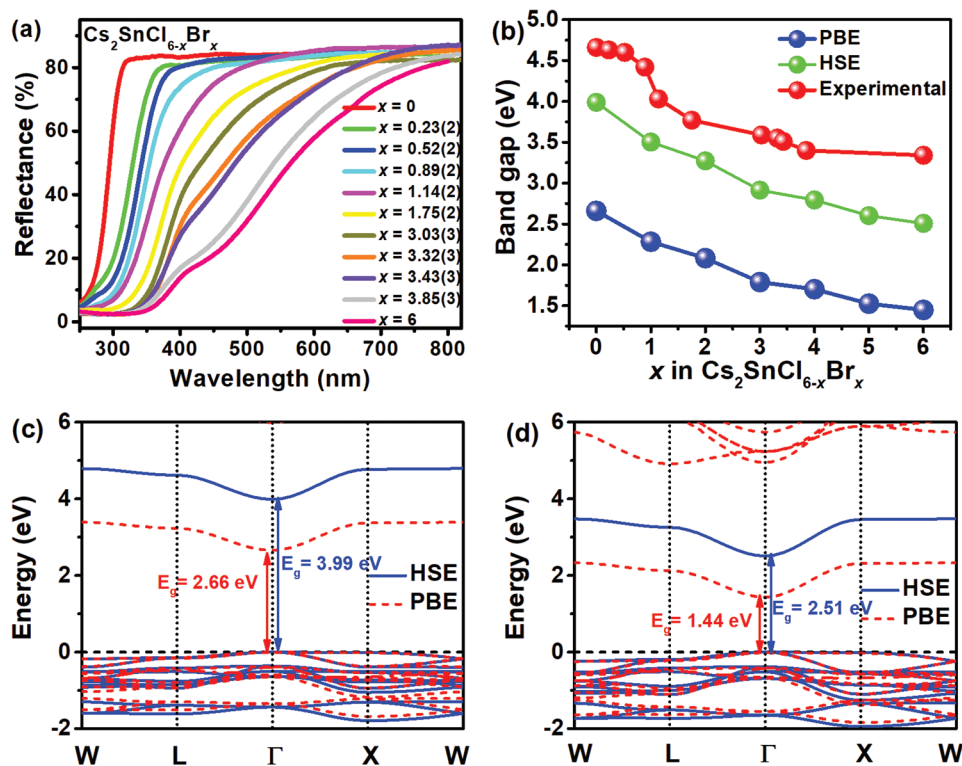 (a)
Cs2SnCl6-xBrx
Reflectance (%)
80
60
40
20
0
x = 0
x = 0.23(2)
x = 0.52(2)
x = 0.89(2)
x = 1.14(2)
x = 1.75(2)
x = 3.03(3)
x = 3.32(3)
x = 3.43(3)
x = 3.85(3)
x = 6
300 400 500 600 700 800
Wavelength (nm)
(b)
Band gap (eV)
5.0
4.5
4.0
3.5
3.0
2.5
2.0
1.5
PBE
HSE
Experimental
0 1 2 3 4 5 6
x in Cs2SnCl6-xBrx
(c)
Energy (eV)
6
4
2
0
-2
Eg= 2.66 eV
Eg= 3.99 eV
HSE
PBE
W L Γ X W
(d)
Energy (eV)
6
4
2
0
-2
Eg= 1.44 eV
Eg= 2.51 eV
HSE
PBE
W L Γ X W